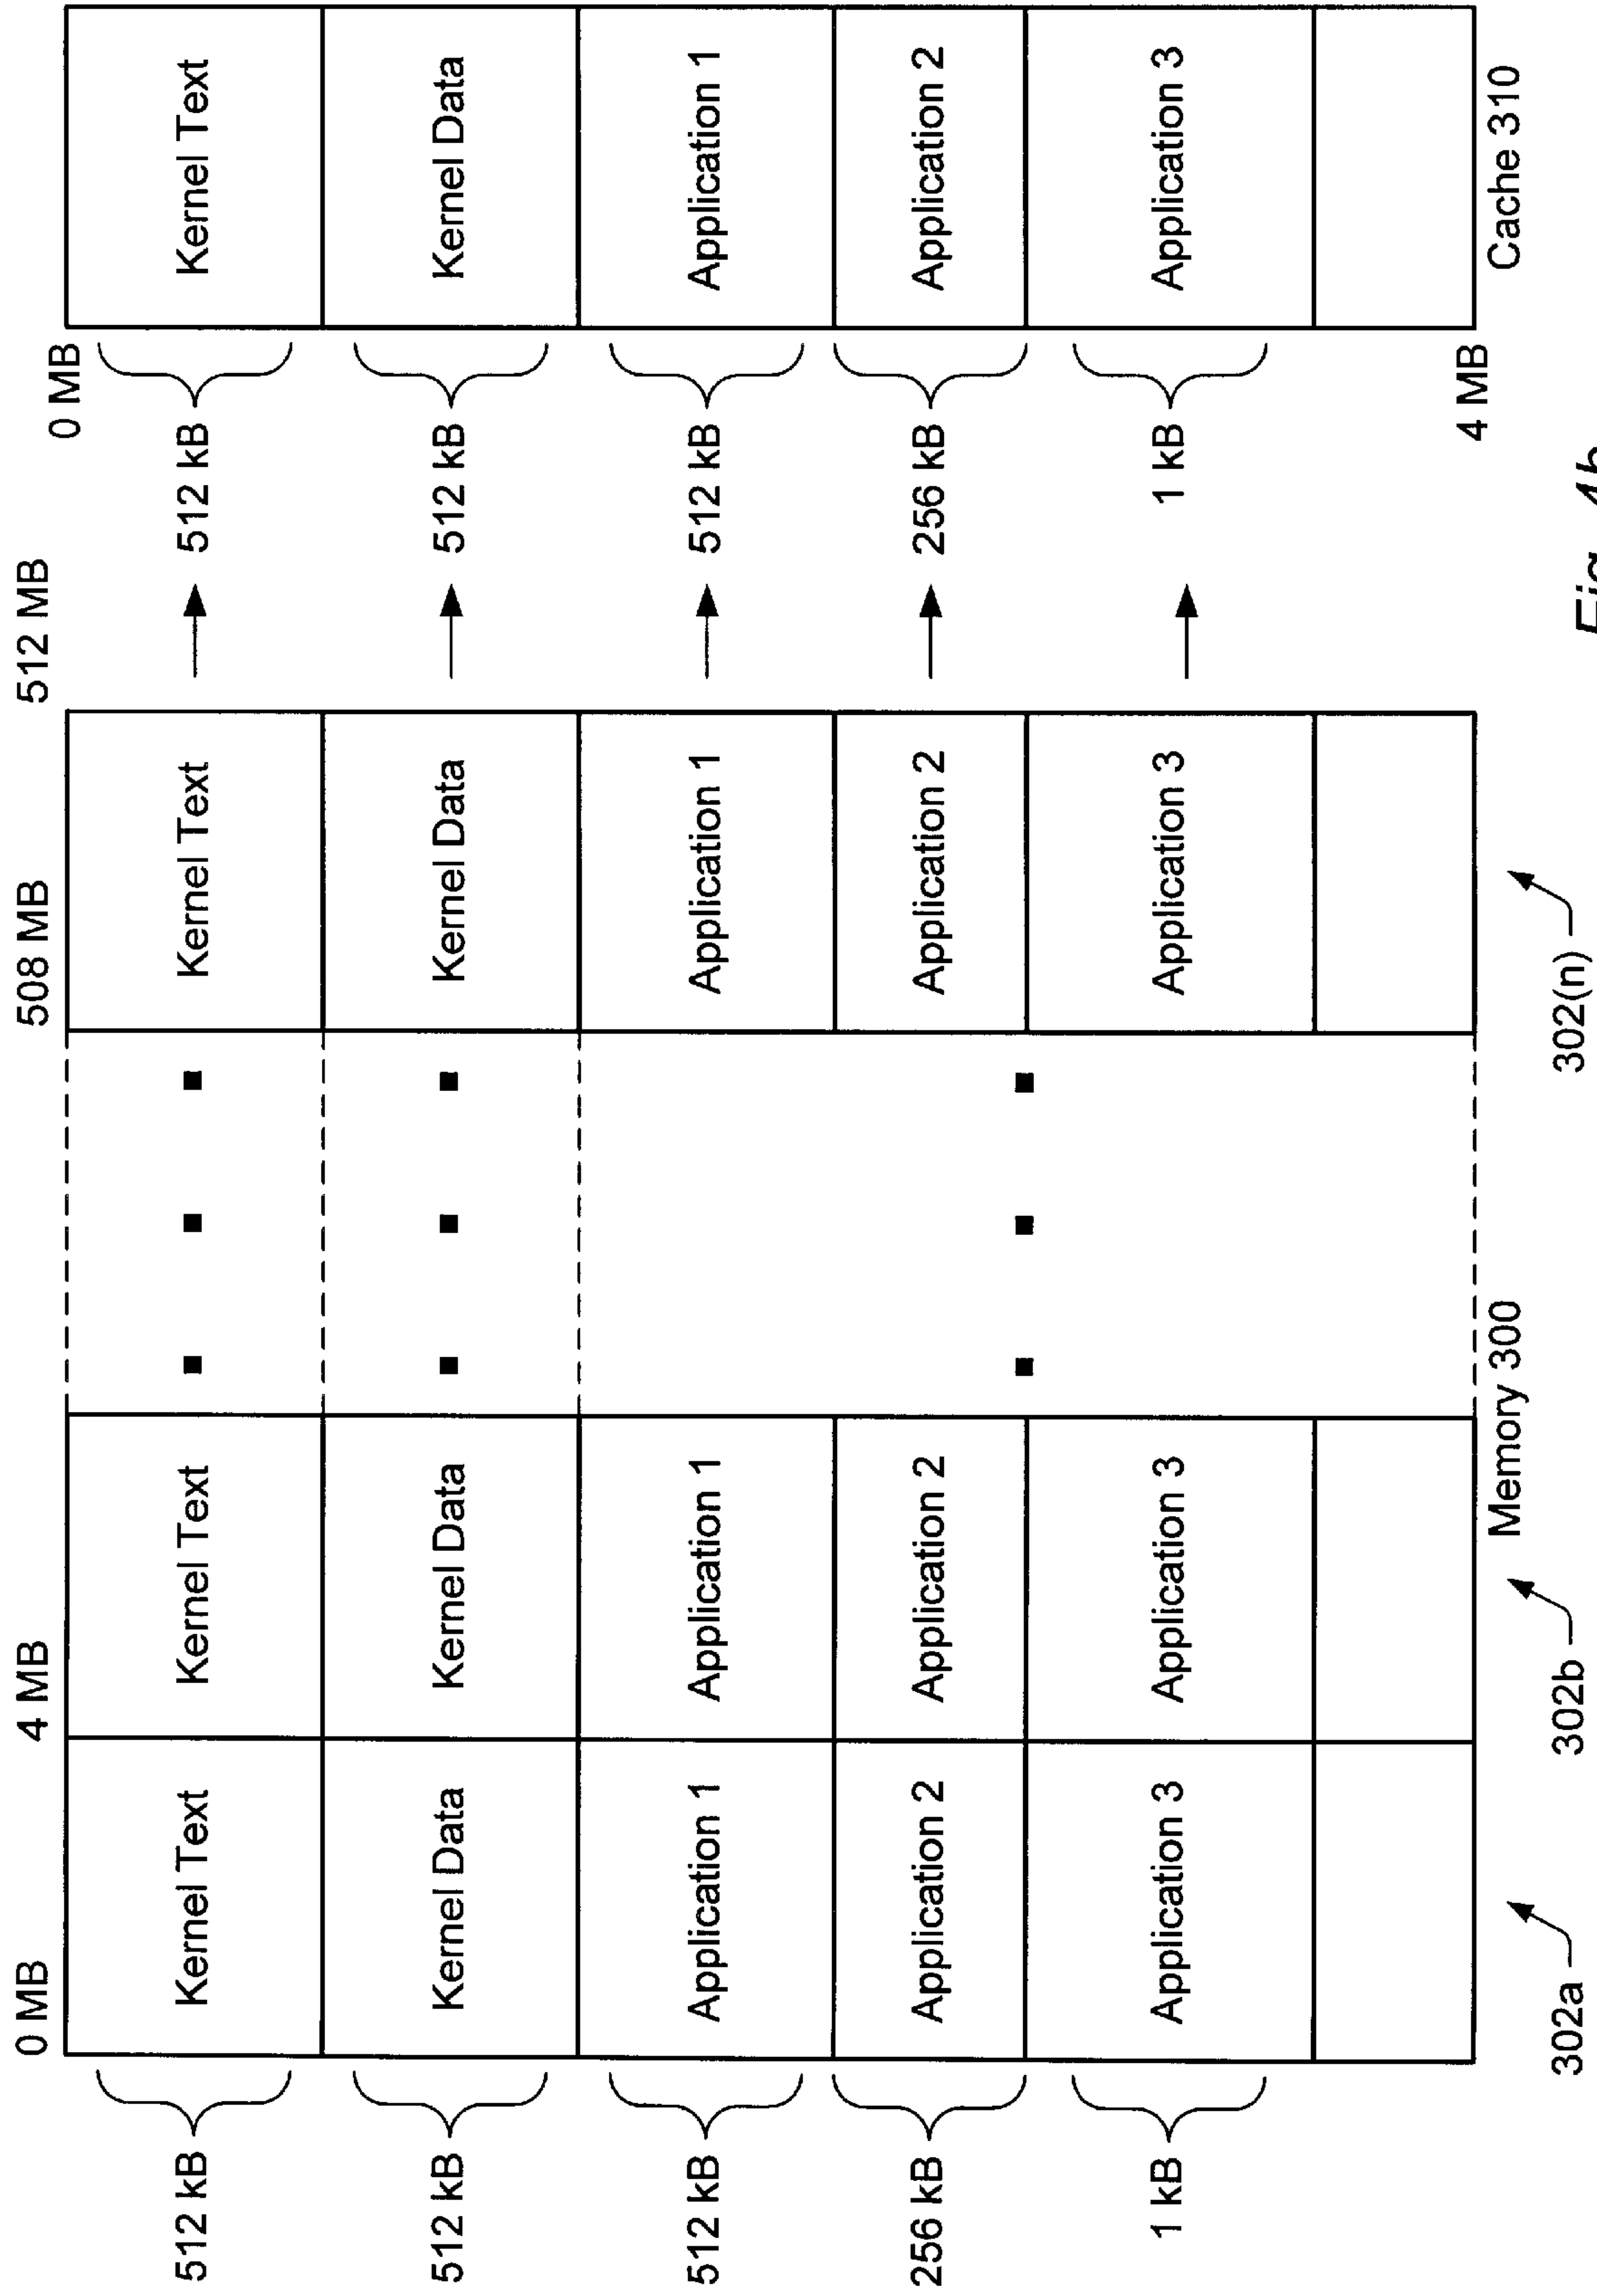 0 MB 4 MB 508 MB 512 MB
0 MB
512 kB Kernel Text Kernel Text Kernel Text 512 kB Kernel Text
512 kB Kernel Data Kernel Data Kernel Data 512 kB Kernel Data
512 kB Application 1 Application 1 Application 1 512 kB Application 1
256 kB Application 2 Application 2 Application 2 256 kB Application 2
1 kB Application 3 Application 3 Application 3 1 kB Application 3
4 MB
Memory 300 Cache 310
302a 302b 302(n)
Fig. 4b